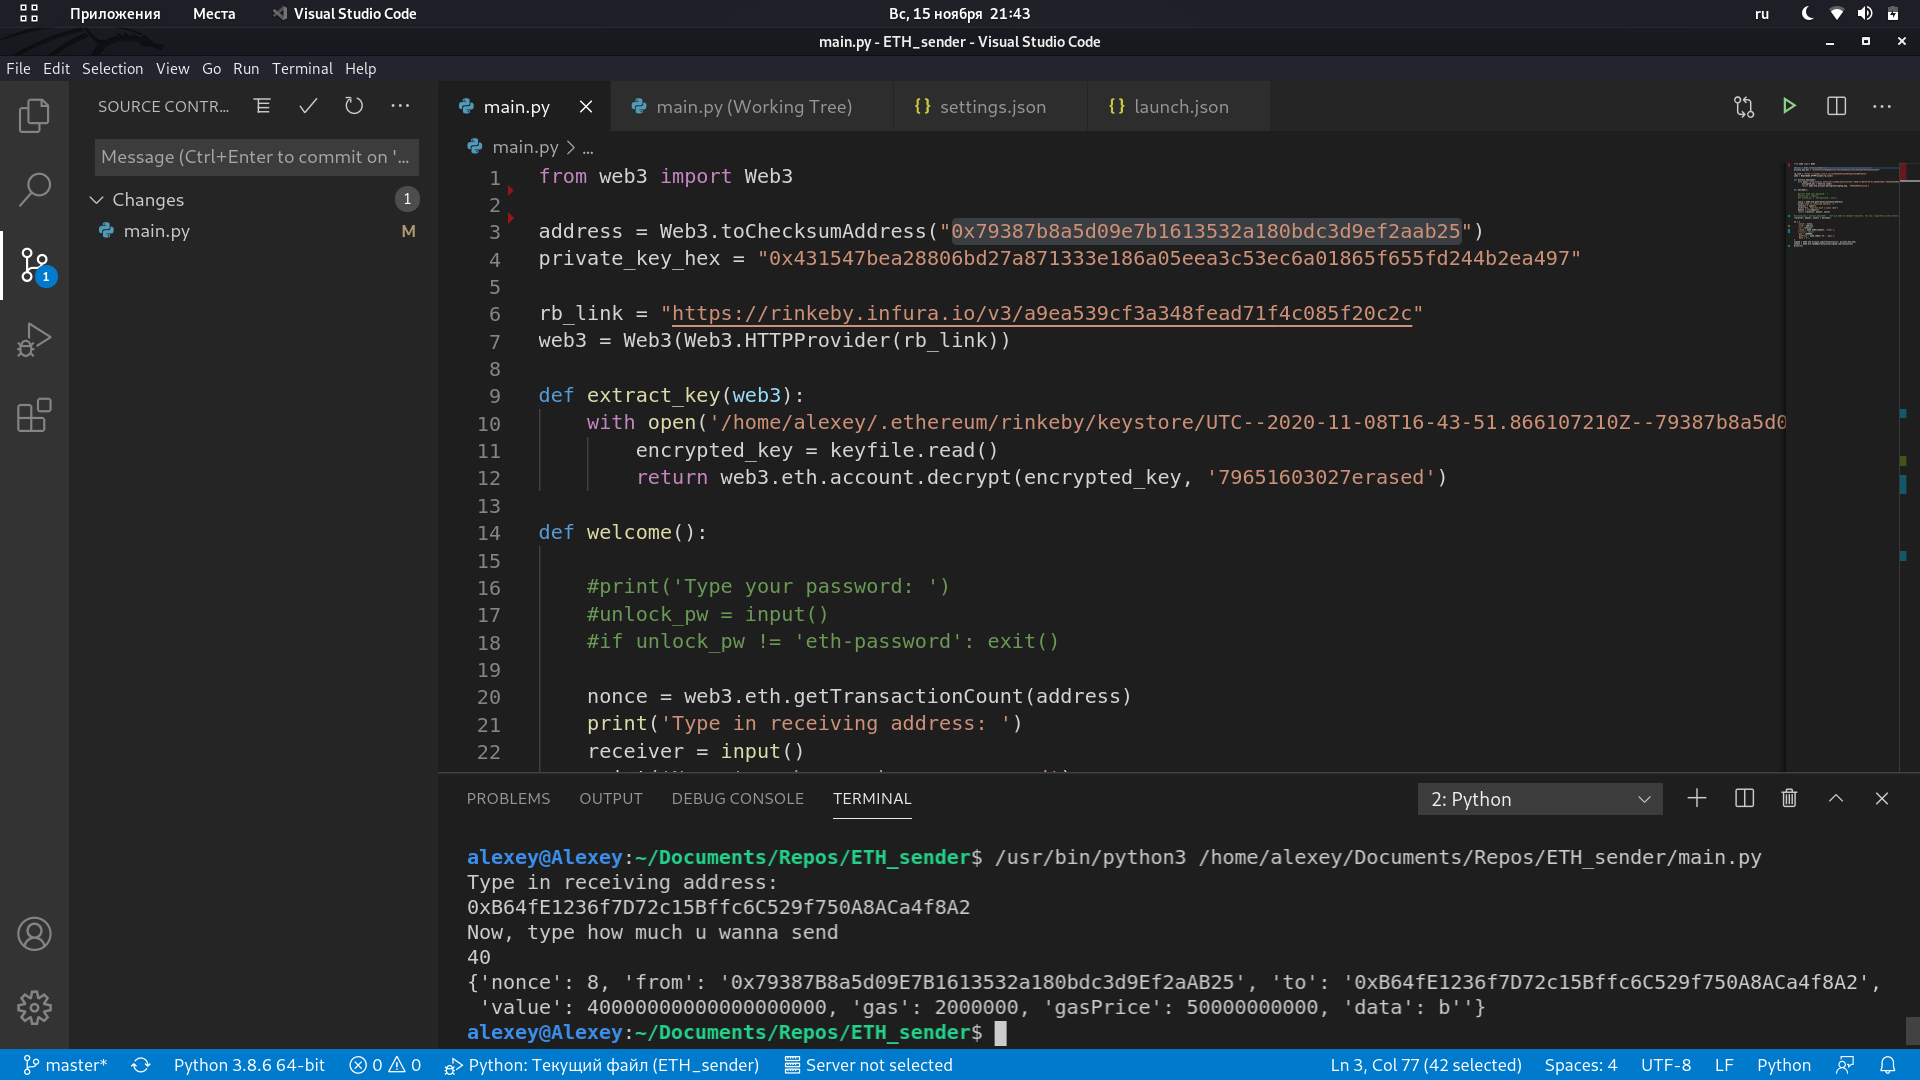 Приложения Места Visual Studio Code Вс, 15 ноября 21:43 ru
main.py - ETH_sender - Visual Studio Code
File Edit Selection View Go Run Terminal Help
SOURCE CONTR...
main.py main.py (Working Tree) {} settings.json {} launch.json
Message (Ctrl+Enter to commit on '...
main.py > ...
Changes 1
main.py M
1
1 from web3 import Web3
2
3 address = Web3.toChecksumAddress("0x79387b8a5d09e7b1613532a180bdc3d9ef2aab25")
4 private_key_hex = "0x431547bea28806bd27a871333e186a05eea3c53ec6a01865f655fd244b2ea497"
5
6 rb_link = "https://rinkeby.infura.io/v3/a9ea539cf3a348fead71f4c085f20c2c"
7 web3 = Web3(Web3.HTTPProvider(rb_link))
8
9 def extract_key(web3):
10 with open('/home/alexey/.ethereum/rinkeby/keystore/UTC--2020-11-08T16-43-51.866107210Z--79387b8a5d0
11 encrypted_key = keyfile.read()
12 return web3.eth.account.decrypt(encrypted_key, '79651603027erased')
13
14 def welcome():
15
16 #print('Type your password: ')
17 #unlock_pw = input()
18 #if unlock_pw != 'eth-password': exit()
19
20 nonce = web3.eth.getTransactionCount(address)
21 print('Type in receiving address: ')
22 receiver = input()
PROBLEMS OUTPUT DEBUG CONSOLE TERMINAL 2: Python
alexey@Alexey:~/Documents/Repos/ETH_sender$ /usr/bin/python3 /home/alexey/Documents/Repos/ETH_sender/main.py
Type in receiving address:
0xB64fE1236f7D72c15Bffc6C529f750A8ACa4f8A2
Now, type how much u wanna send
40
{'nonce': 8, 'from': '0x79387B8a5d09E7B1613532a180bdc3d9Ef2aAB25', 'to': '0xB64fE1236f7D72c15Bffc6C529f750A8ACa4f8A2',
'value': 40000000000000000000, 'gas': 2000000, 'gasPrice': 50000000000, 'data': b''}
alexey@Alexey:~/Documents/Repos/ETH_sender$
master* Python 3.8.6 64-bit 0 0 Python: Текущий файл (ETH_sender) Server not selected Ln 3, Col 77 (42 selected) Spaces: 4 UTF-8 LF Python